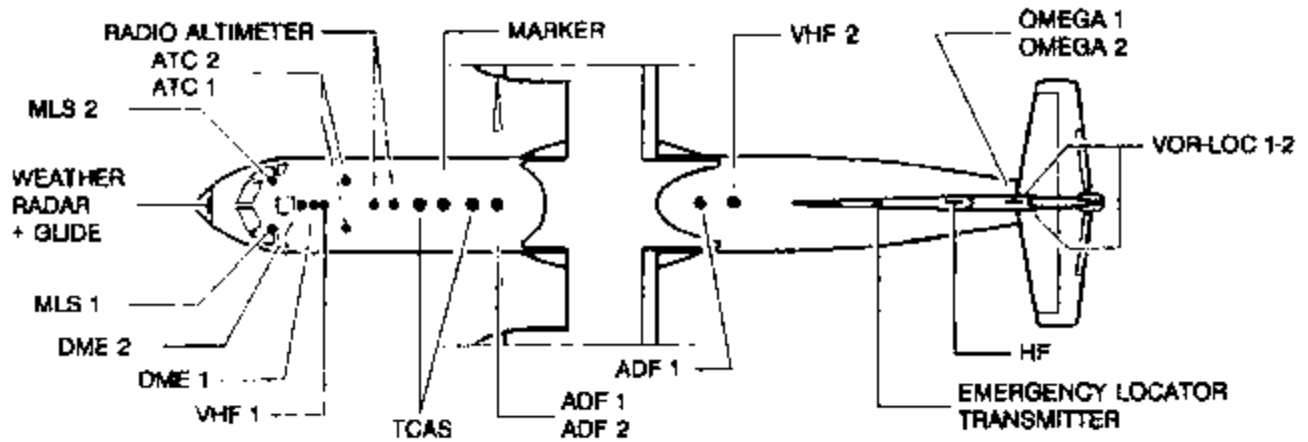 RADIO ALTIMETER
MARKER
VHF 2
OMEGA 1
OMEGA 2
ATC 2
ATC 1
MLS 2
VOR-LOC 1-2
WEATHER
RADAR
+ GLIDE
MLS 1
DME 2
DME 1
VHF 1
TCAS
ADF 1
ADF 2
ADF 1
HF
EMERGENCY LOCATOR
TRANSMITTER